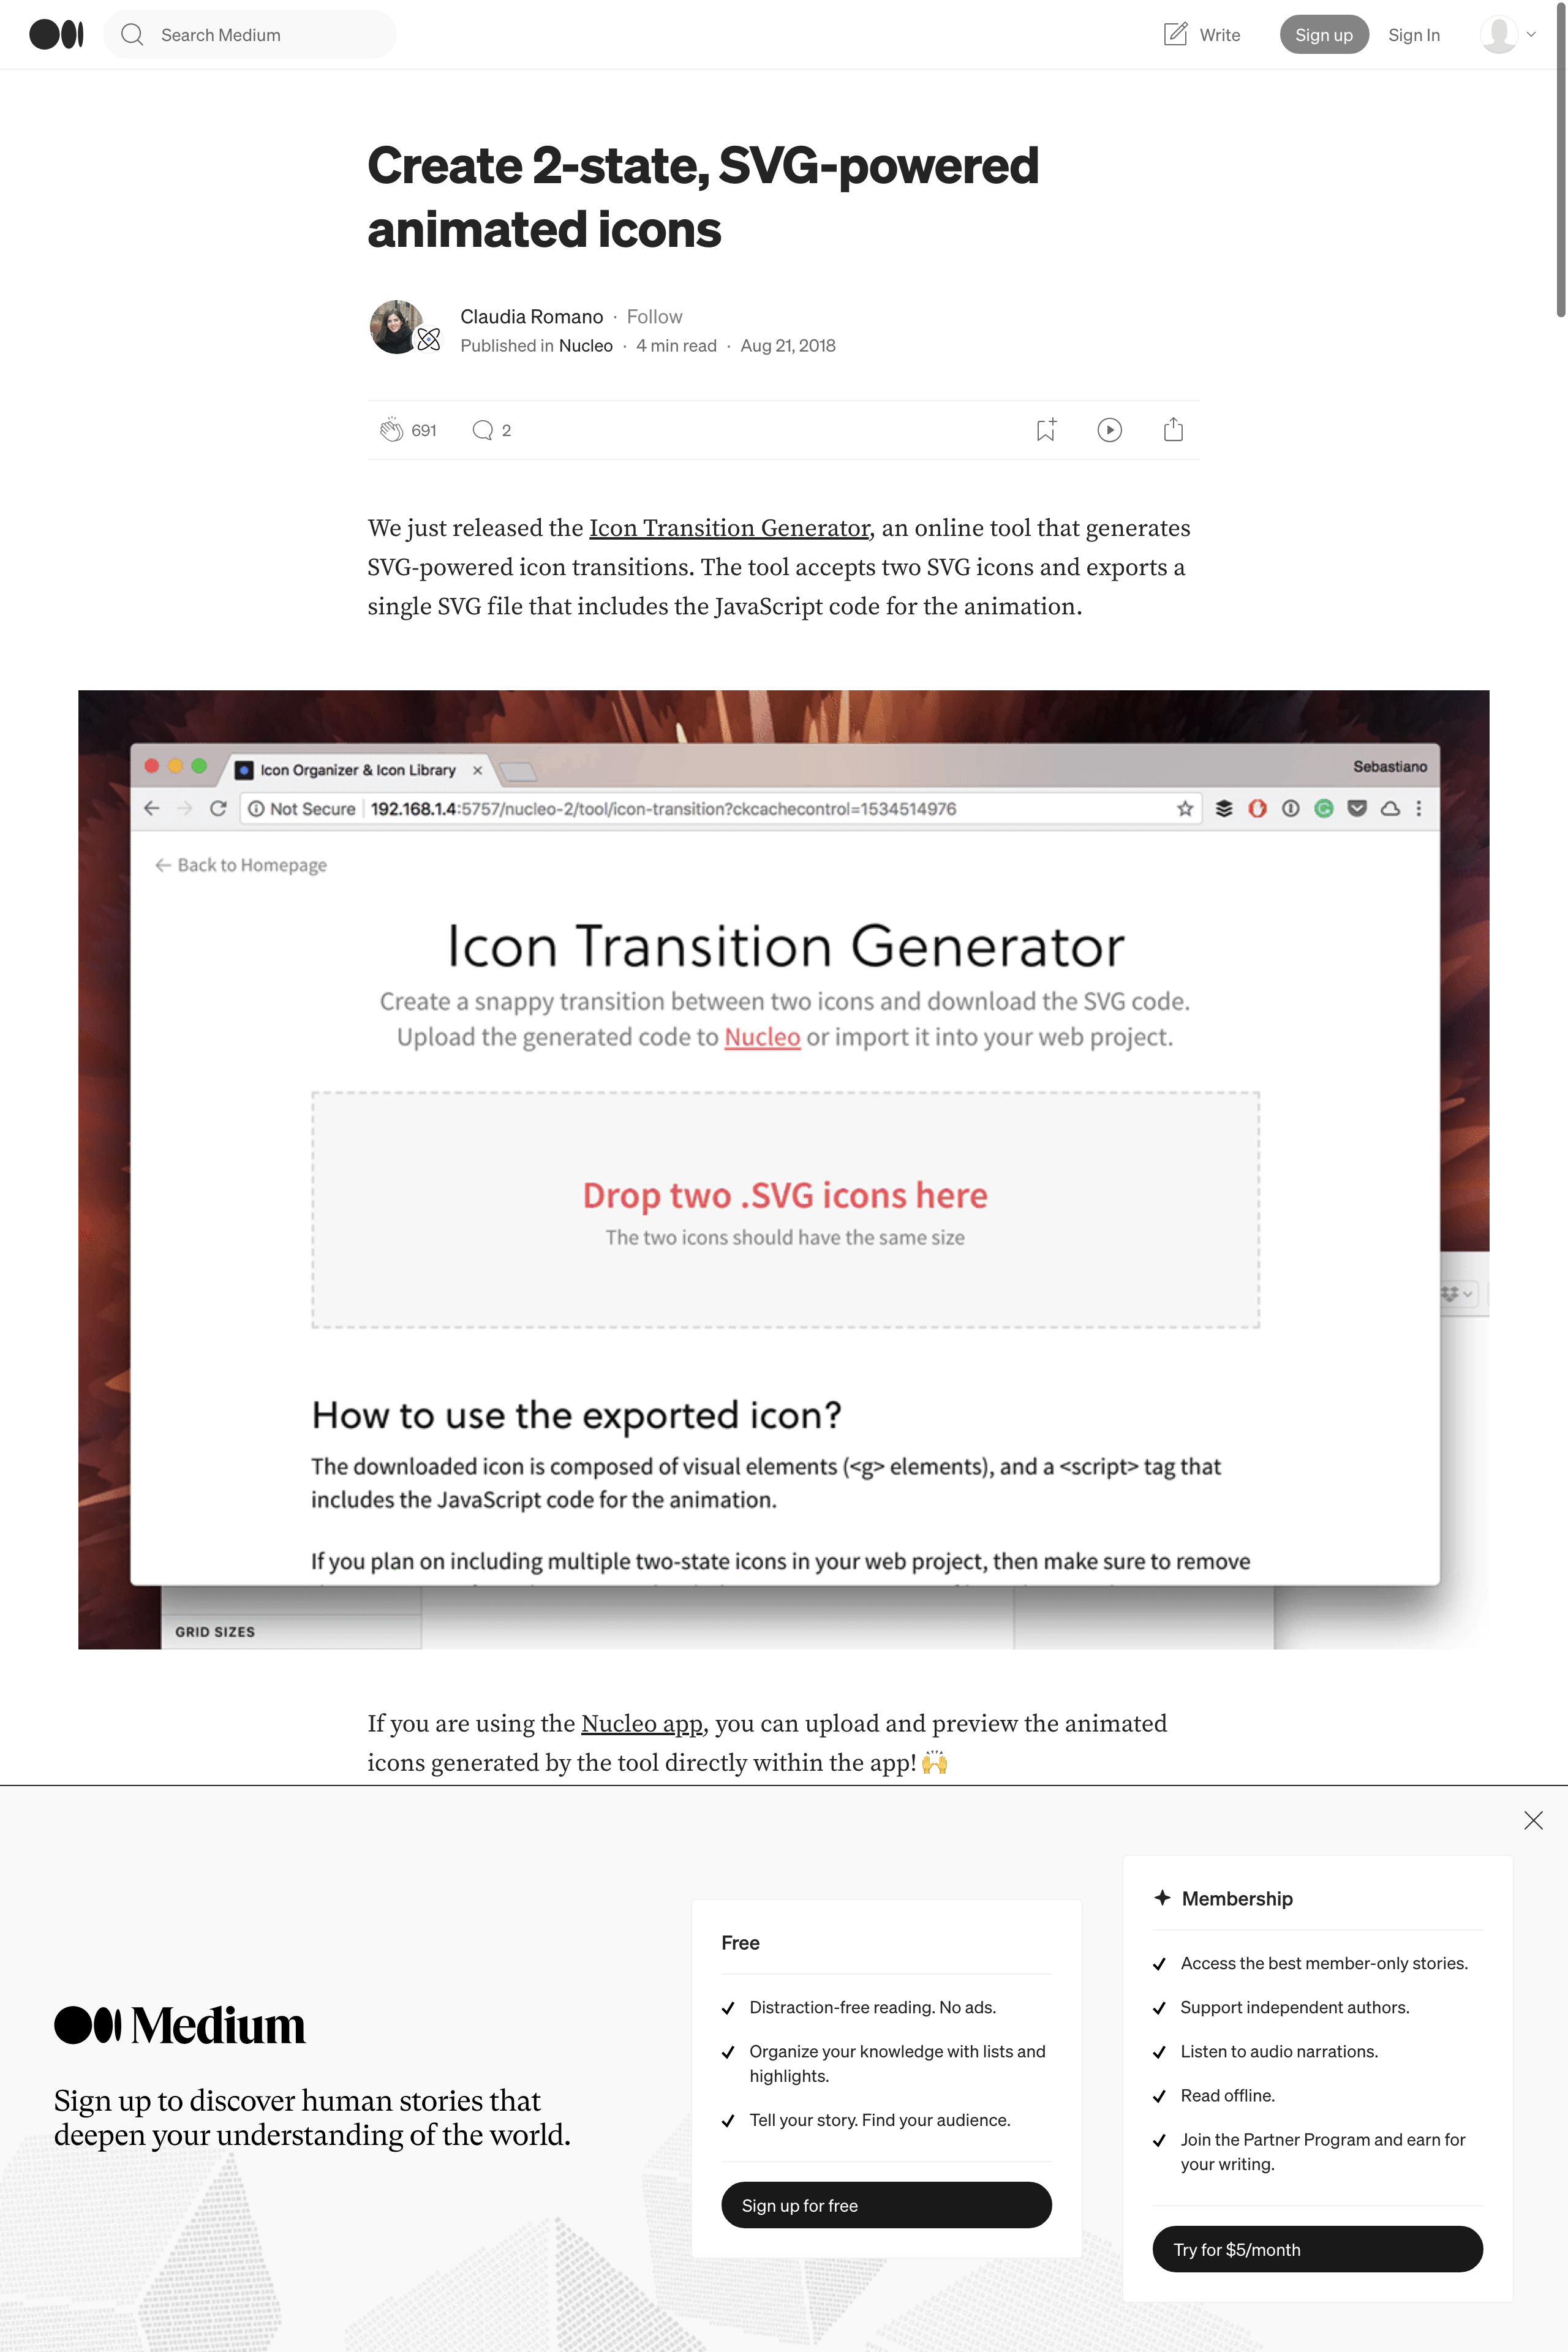 Search Medium
Write
Sign up
Sign In
Create 2-state, SVG-powered
animated icons
Claudia Romano · Follow
Published in Nucleo · 4 min read · Aug 21, 2018
691
2
We just released the Icon Transition Generator, an online tool that generates
SVG-powered icon transitions. The tool accepts two SVG icons and exports a
single SVG file that includes the JavaScript code for the animation.
Icon Organizer & Icon Library
Sebastiano
Not Secure | 192.168.1.4:5757/nucleo-2/tool/icon-transition?ckcachecontrol=1534514976
← Back to Homepage
Icon Transition Generator
Create a snappy transition between two icons and download the SVG code.
Upload the generated code to Nucleo or import it into your web project.
Drop two .SVG icons here
The two icons should have the same size
How to use the exported icon?
The downloaded icon is composed of visual elements (<g> elements), and a <script> tag that
includes the JavaScript code for the animation.
If you plan on including multiple two-state icons in your web project, then make sure to remove
GRID SIZES
If you are using the Nucleo app, you can upload and preview the animated
icons generated by the tool directly within the app! 🙌
Medium
Sign up to discover human stories that
deepen your understanding of the world.
Free
Distraction-free reading. No ads.
Organize your knowledge with lists and
highlights.
Tell your story. Find your audience.
Sign up for free
Membership
Access the best member-only stories.
Support independent authors.
Listen to audio narrations.
Read offline.
Join the Partner Program and earn for
your writing.
Try for $5/month